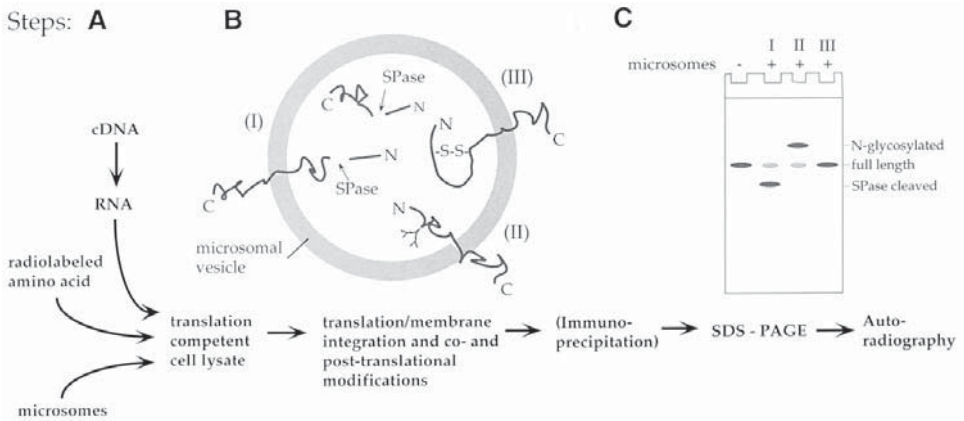 Steps: A B C
I II III
microsomes - + + +
SPase
(III)
C N
(I)
cDNA
N C
-S-S-
N-glycosylated
N
full length
SPase
SPase cleaved
RNA
C
N
(II)
microsomal
vesicle
C
radiolabeled
amino acid
translation
competent
cell lysate
translation/membrane
integration and co- and
post-translational
modifications
(Immuno-
precipitation)
SDS - PAGE
Auto-
radiography
microsomes